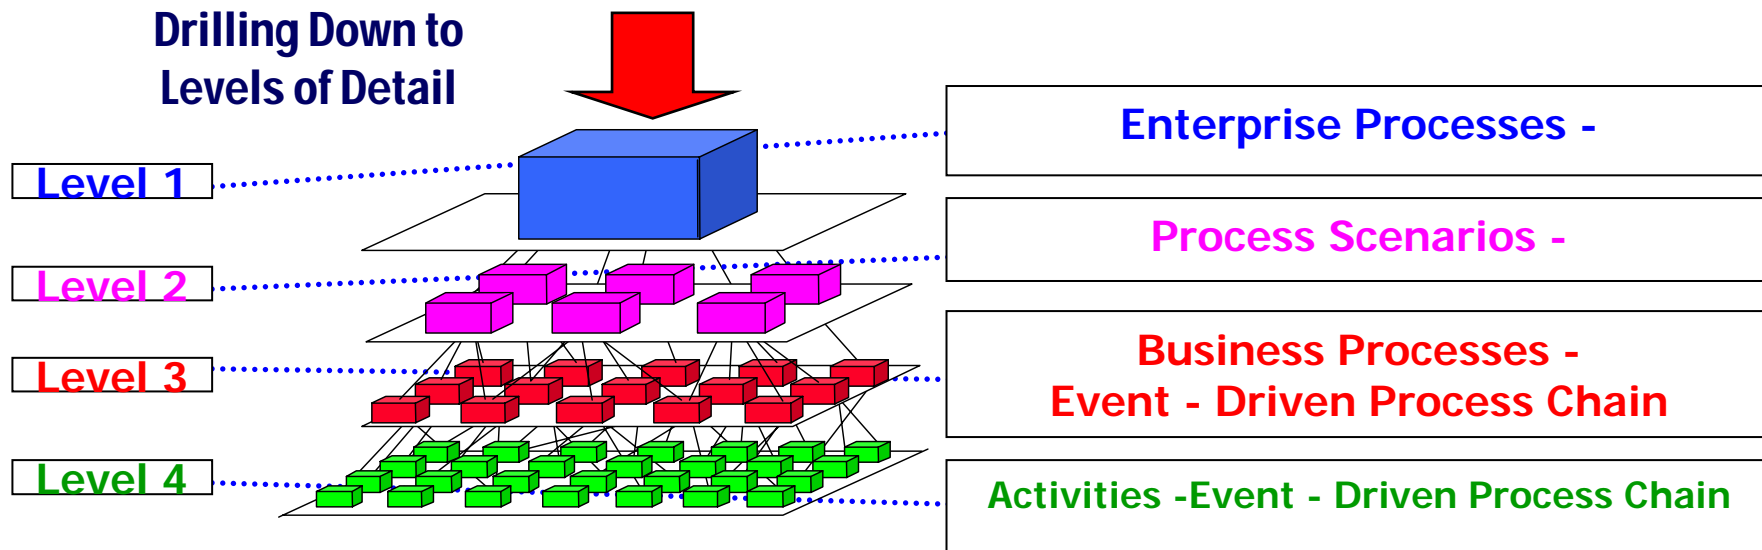 Drilling Down to
Levels of Detail
Level 1
Enterprise Processes -
Level 2
Process Scenarios -
Level 3
Business Processes -
Event - Driven Process Chain
Level 4
Activities -Event - Driven Process Chain